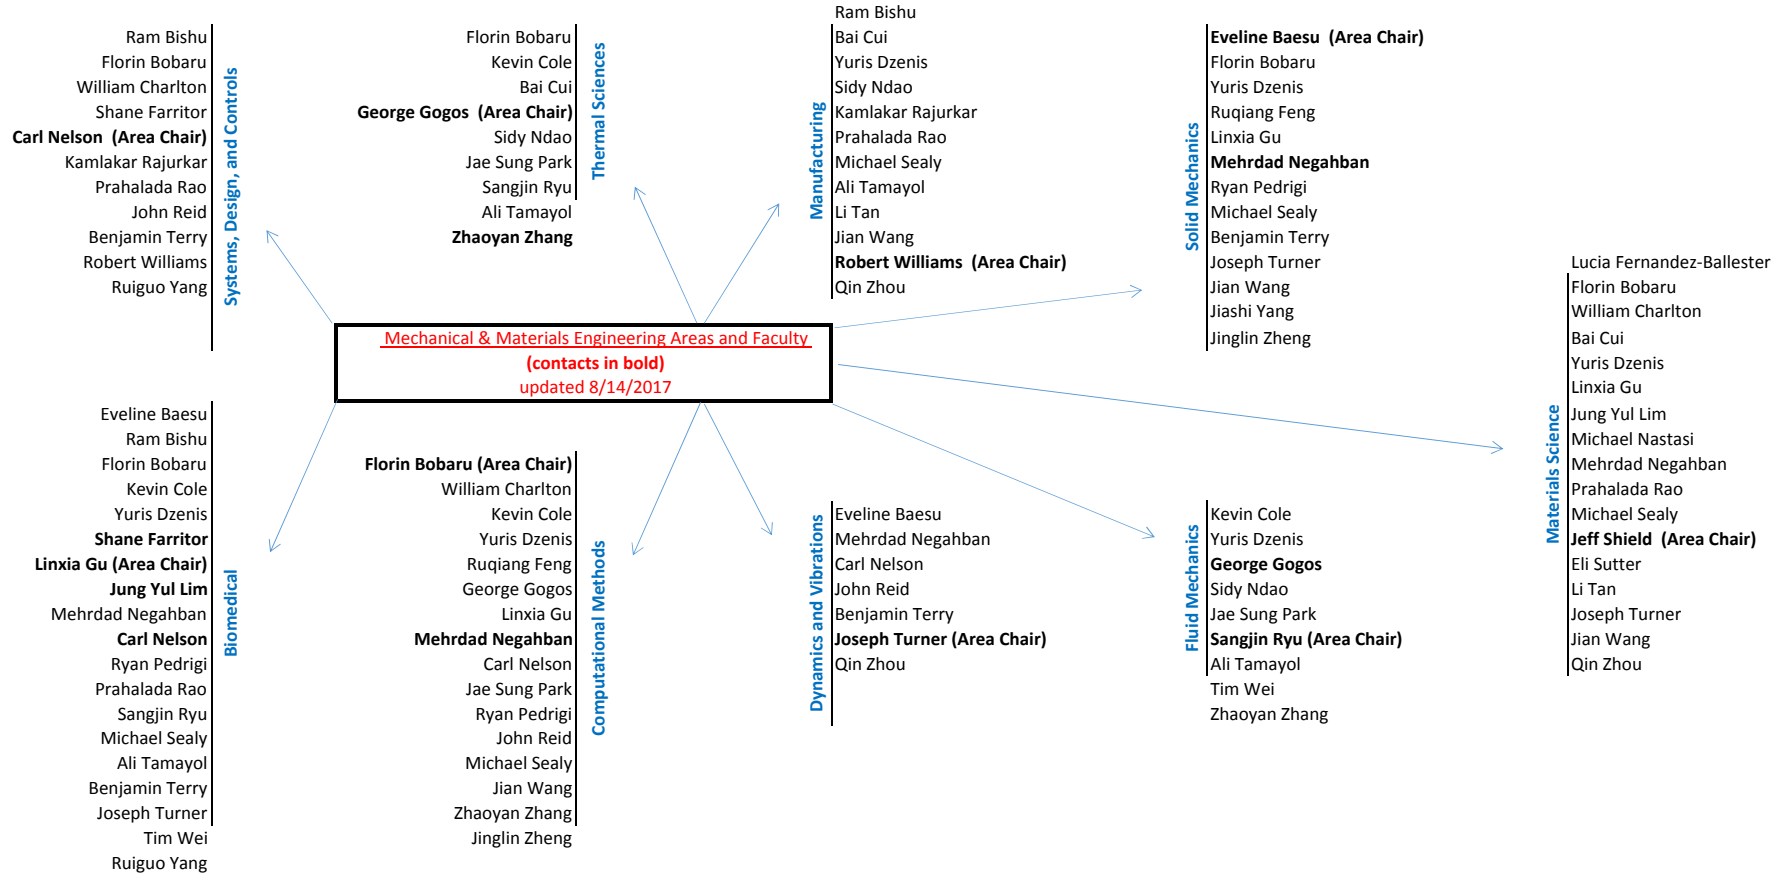 Ram Bishu
Florin Bobaru
William Charlton
Shane Farritor
Carl Nelson  (Area Chair)
Kamlakar Rajurkar
Prahalada Rao
John Reid
Benjamin Terry
Robert Williams
Ruiguo Yang
Systems, Design, and Controls
Florin Bobaru
Kevin Cole
Bai Cui
George Gogos  (Area Chair)
Sidy Ndao
Jae Sung Park
Sangjin Ryu
Ali Tamayol
Zhaoyan Zhang
Thermal Sciences
Manufacturing
Ram Bishu
Bai Cui
Yuris Dzenis
Sidy Ndao
Kamlakar Rajurkar
Prahalada Rao
Michael Sealy
Ali Tamayol
Li Tan
Jian Wang
Robert Williams  (Area Chair)
Qin Zhou
Solid Mechanics
Eveline Baesu  (Area Chair)
Florin Bobaru
Yuris Dzenis
Ruqiang Feng
Linxia Gu
Mehrdad Negahban
Ryan Pedrigi
Michael Sealy
Benjamin Terry
Joseph Turner
Jian Wang
Jiashi Yang
Jinglin Zheng
Mechanical & Materials Engineering Areas and Faculty
(contacts in bold)
updated 8/14/2017
Eveline Baesu
Ram Bishu
Florin Bobaru
Kevin Cole
Yuris Dzenis
Shane Farritor
Linxia Gu (Area Chair)
Jung Yul Lim
Mehrdad Negahban
Carl Nelson
Ryan Pedrigi
Prahalada Rao
Sangjin Ryu
Michael Sealy
Ali Tamayol
Benjamin Terry
Joseph Turner
Tim Wei
Ruiguo Yang
Biomedical
Florin Bobaru (Area Chair)
William Charlton
Kevin Cole
Yuris Dzenis
Ruqiang Feng
George Gogos
Linxia Gu
Mehrdad Negahban
Carl Nelson
Jae Sung Park
Ryan Pedrigi
John Reid
Michael Sealy
Jian Wang
Zhaoyan Zhang
Jinglin Zheng
Computational Methods
Dynamics and Vibrations
Eveline Baesu
Mehrdad Negahban
Carl Nelson
John Reid
Benjamin Terry
Joseph Turner (Area Chair)
Qin Zhou
Fluid Mechanics
Kevin Cole
Yuris Dzenis
George Gogos
Sidy Ndao
Jae Sung Park
Sangjin Ryu (Area Chair)
Ali Tamayol
Tim Wei
Zhaoyan Zhang
Materials Science
Lucia Fernandez-Ballester
Florin Bobaru
William Charlton
Bai Cui
Yuris Dzenis
Linxia Gu
Jung Yul Lim
Michael Nastasi
Mehrdad Negahban
Prahalada Rao
Michael Sealy
Jeff Shield  (Area Chair)
Eli Sutter
Li Tan
Joseph Turner
Jian Wang
Qin Zhou